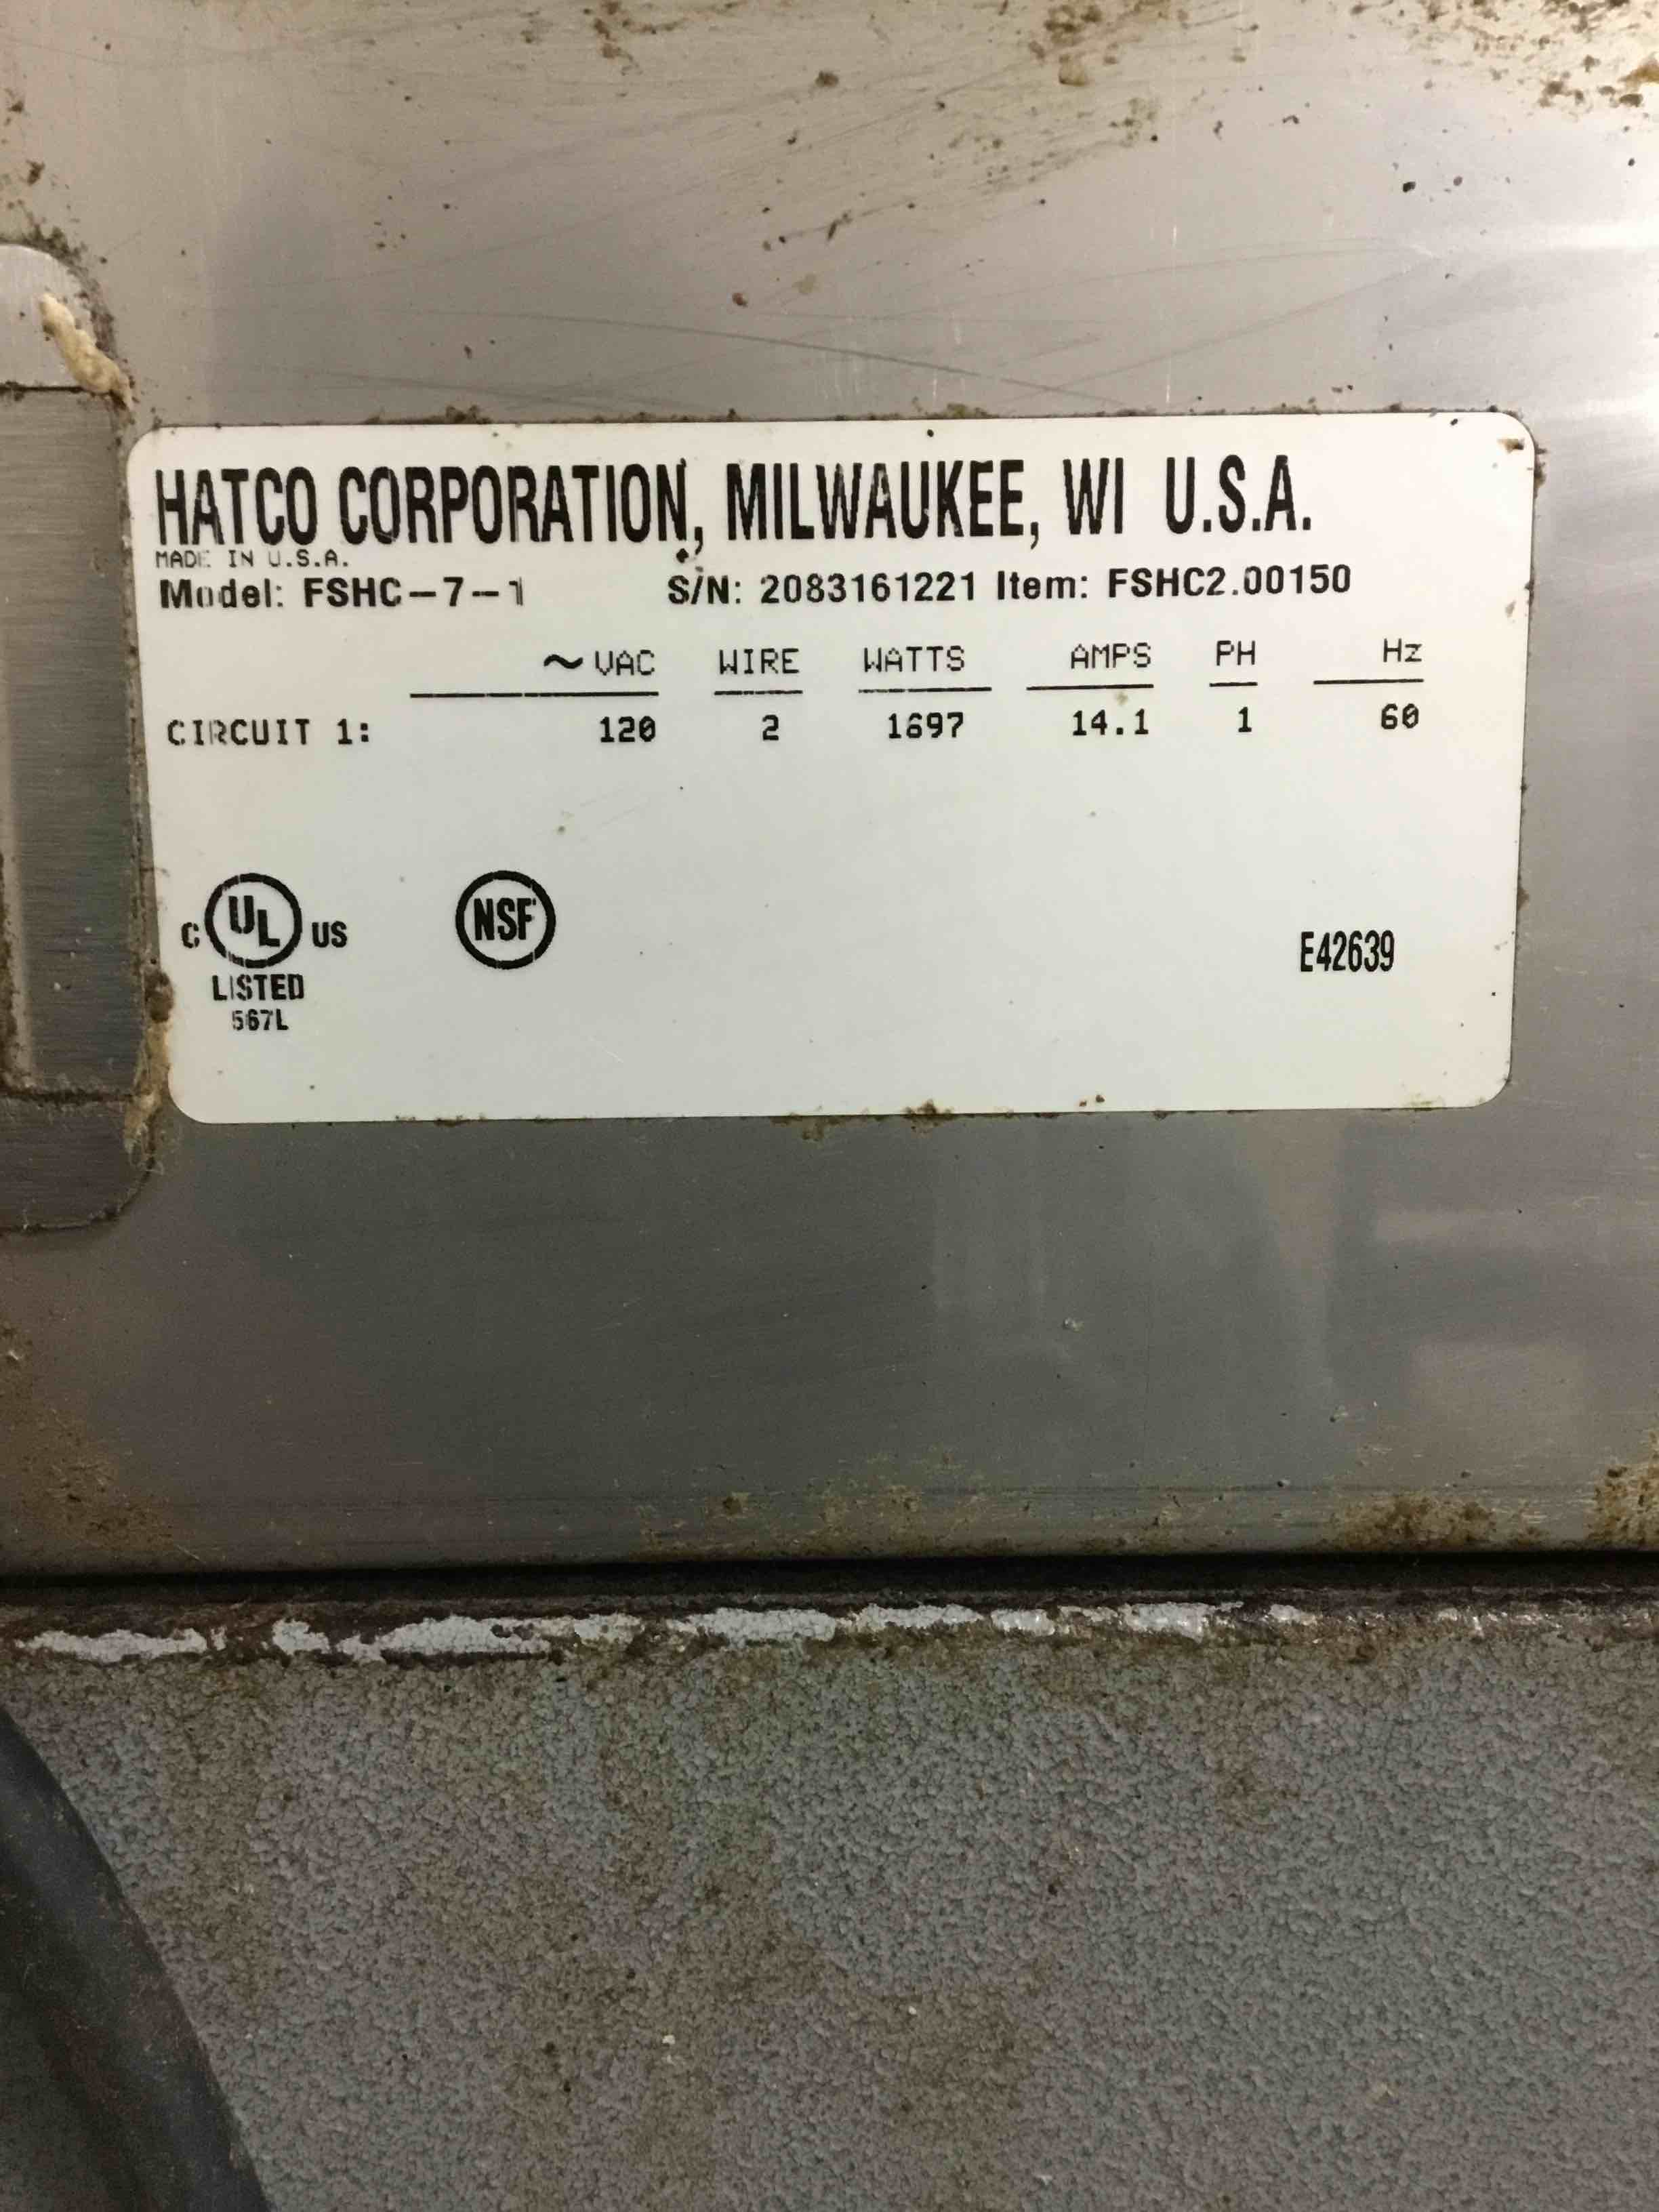 HATCO CORPORATION, MILWAUKEE, WI U.S.A.
MADE IN U.S.A.
Model: FSHC-7-1 S/N: 2083161221 Item: FSHC2.00150
~VAC WIRE WATTS AMPS PH Hz
CIRCUIT 1: 120 2 1697 14.1 1 60
C UL US NSF
LISTED
567L
E42639